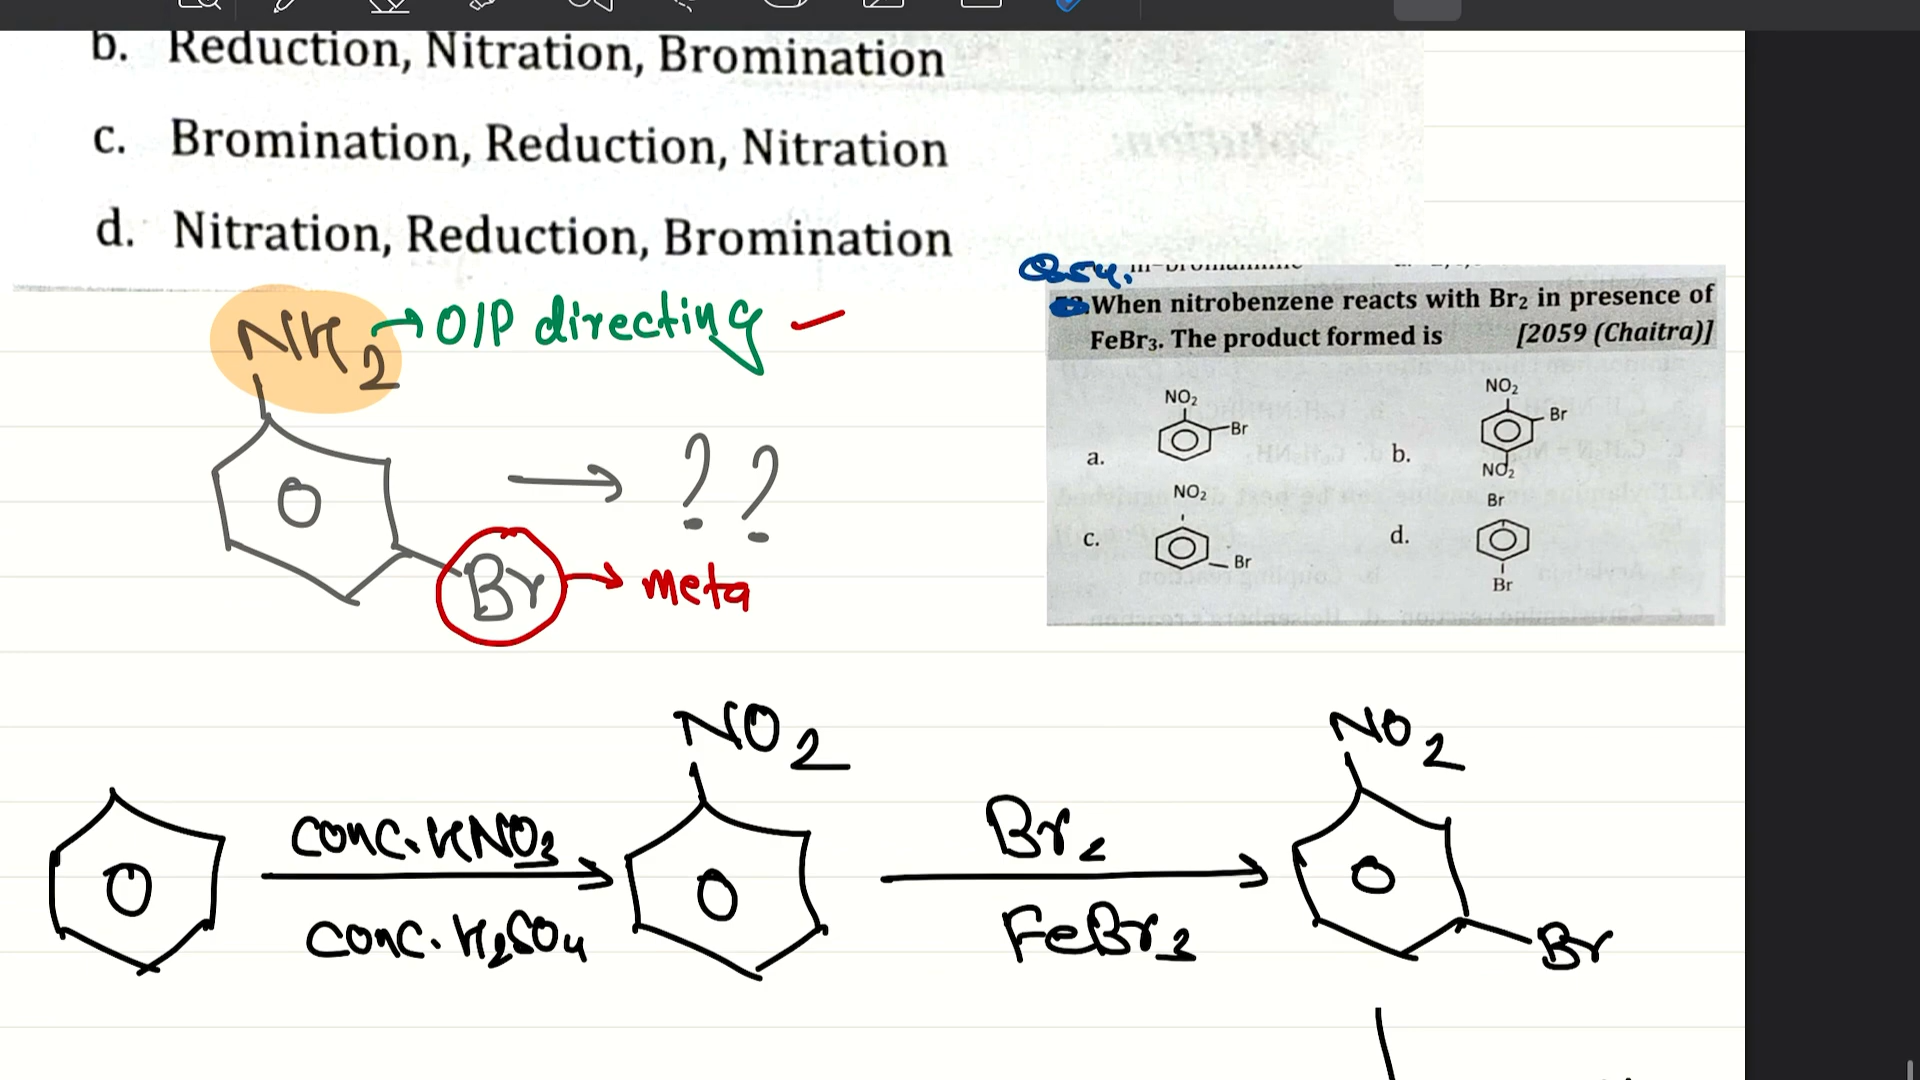 b. Reduction, Nitration, Bromination
c. Bromination, Reduction, Nitration
d. Nitration, Reduction, Bromination
NH2 → O/P directing
→ ??
Br → meta
Q54.
When nitrobenzene reacts with Br2 in presence of
FeBr3. The product formed is [2059 (Chaitra)]
a. NO2 Br
b. NO2 Br NO2
c. NO2 Br
d. Br Br
NO2 NO2
conc. HNO3 Br2
conc. H2SO4 FeBr3 Br